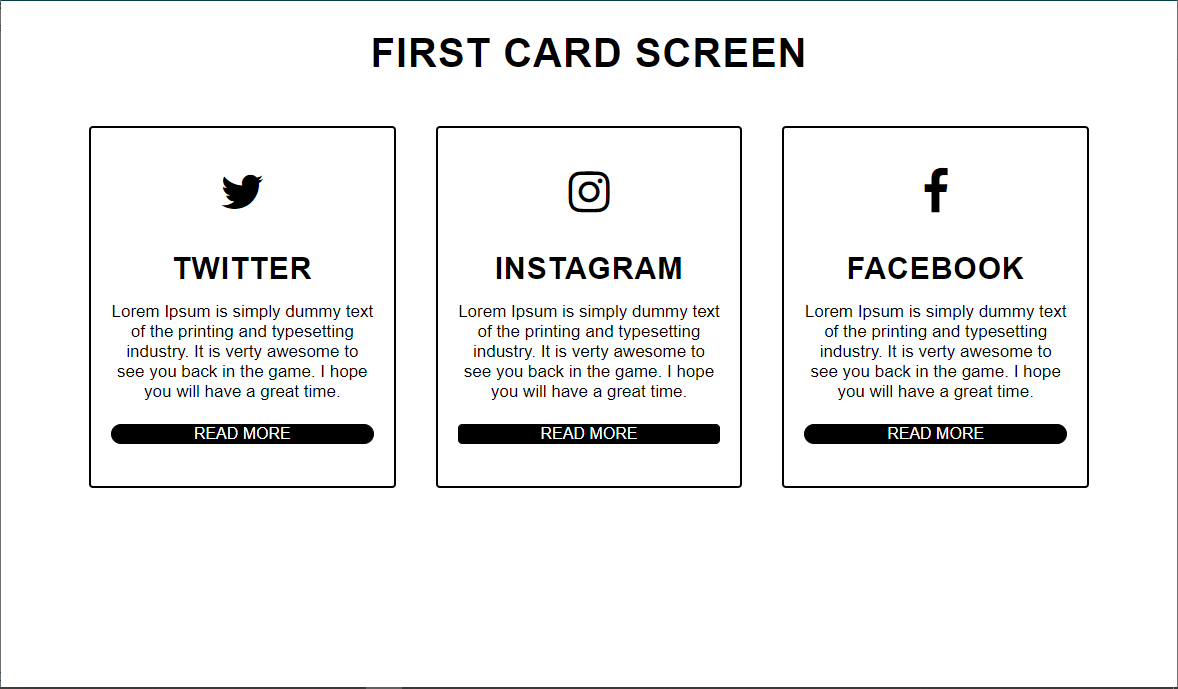 FIRST CARD SCREEN
TWITTER
Lorem Ipsum is simply dummy text
of the printing and typesetting
industry. It is verty awesome to
see you back in the game. I hope
you will have a great time.
READ MORE
INSTAGRAM
Lorem Ipsum is simply dummy text
of the printing and typesetting
industry. It is verty awesome to
see you back in the game. I hope
you will have a great time.
READ MORE
FACEBOOK
Lorem Ipsum is simply dummy text
of the printing and typesetting
industry. It is verty awesome to
see you back in the game. I hope
you will have a great time.
READ MORE